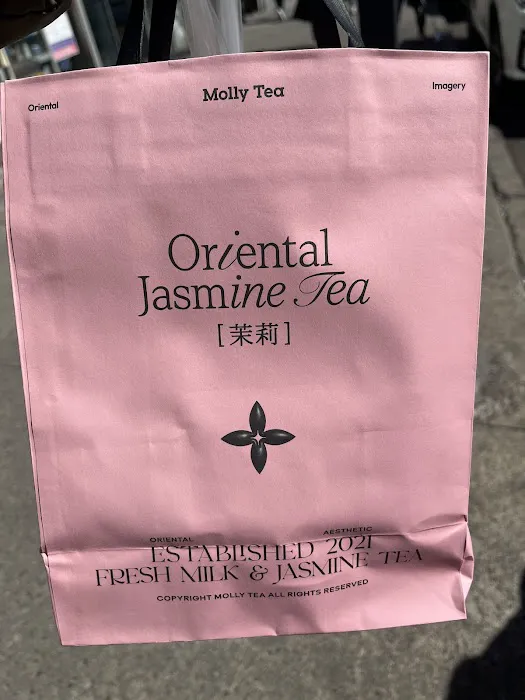 Oriental Molly Tea Imagery
Oriental
Jasmine Tea
[茉莉]
ORIENTAL AESTHETIC
ESTABLISHED 2021
FRESH MILK & JASMINE TEA
COPYRIGHT MOLLY TEA ALL RIGHTS RESERVED